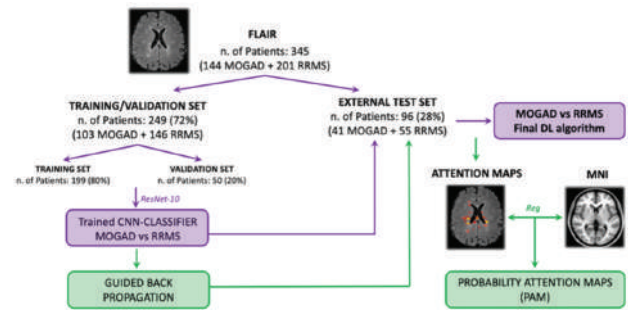 FLAIR
n. of Patients: 345
(144 MOGAD + 201 RRMS)
TRAINING/VALIDATION SET
n. of Patients: 249 (72%)
(103 MOGAD + 146 RRMS)
EXTERNAL TEST SET
n. of Patients: 96 (28%)
(41 MOGAD + 55 RRMS)
MOGAD vs RRMS
Final DL algorithm
TRAINING SET
n. of Patients: 199 (80%)
VALIDATION SET
n. of Patients: 50 (20%)
ResNet-10
Trained CNN-CLASSIFIER
MOGAD vs RRMS
GUIDED BACK
PROPAGATION
ATTENTION MAPS
MNI
Reg
PROBABILITY ATTENTION MAPS
(PAM)